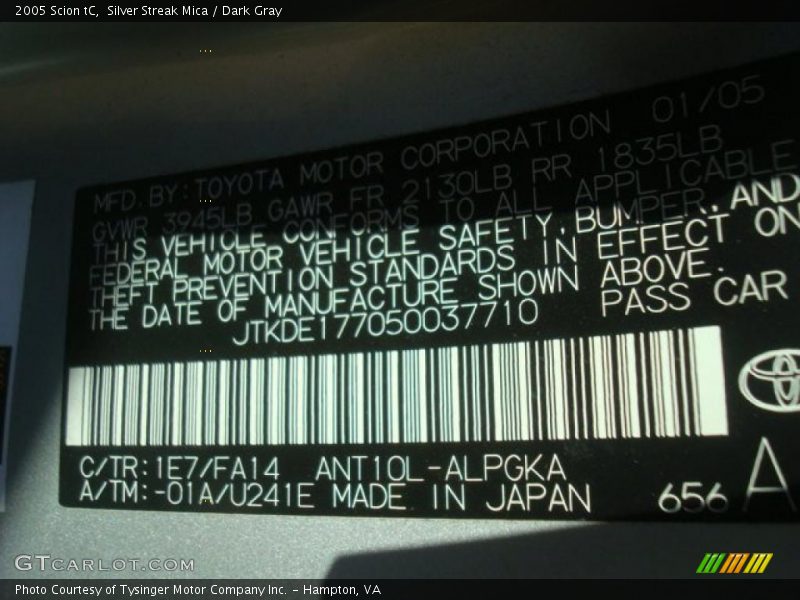 2005 Scion tC,  Silver Streak Mica / Dark Gray
MFD. BY: TOYOTA MOTOR CORPORATION 01/05
GVWR 3945LB GAWR FR 2130LB RR 1835LB
THIS VEHICLE CONFORMS TO ALL APPLICABLE
FEDERAL MOTOR VEHICLE SAFETY, BUMPER, AND
THEFT PREVENTION STANDARDS IN EFFECT ON
THE DATE OF MANUFACTURE SHOWN ABOVE.
JTKDE177050037710 PASS CAR
C/TR: 1E7/FA14 ANT10L-ALPGKA
A/TM: -01A/U241E MADE IN JAPAN 656 A
GTCARLOT.COM
Photo Courtesy of Tysinger Motor Company Inc. - Hampton, VA